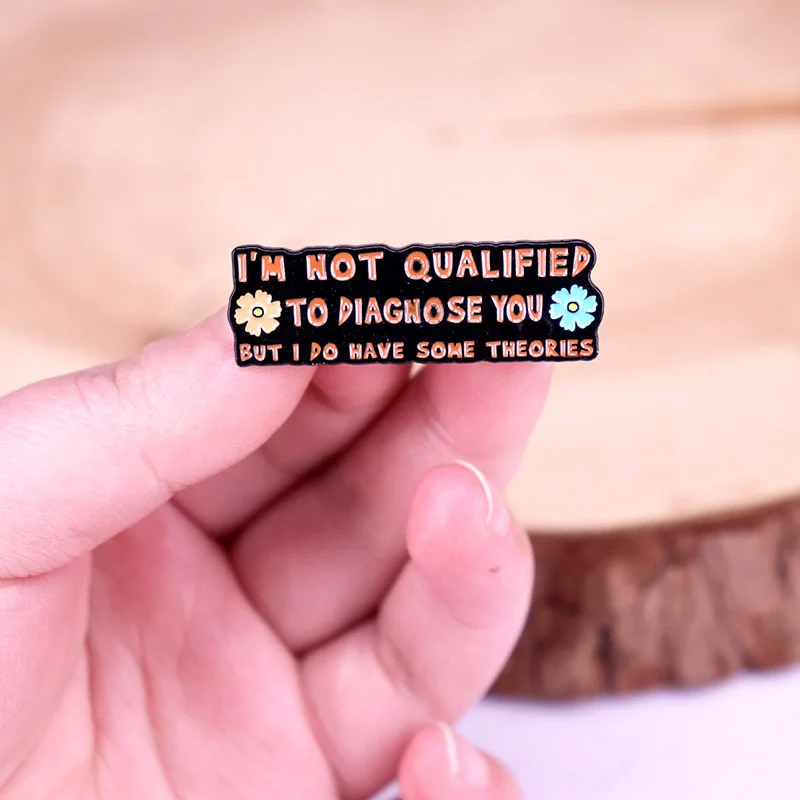 I'M NOT QUALIFIED
TO DIAGNOSE YOU
BUT I DO HAVE SOME THEORIES